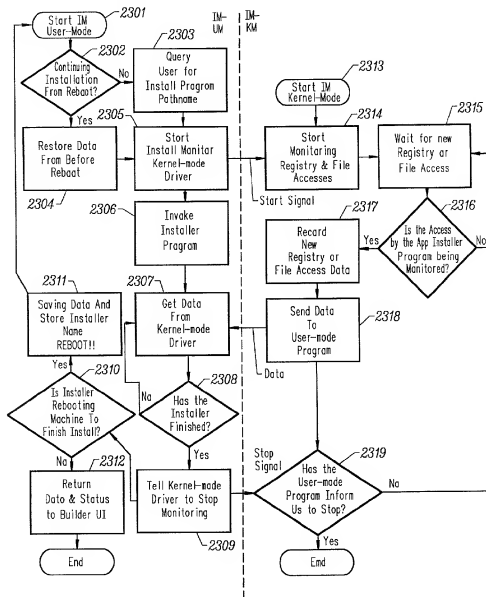 Start IM
User-Mode
2301
2302
Continuing
Installation
From Reboot?
No
Yes
2303
Query
User for
Install Program
Pathname
2305
Restore Data
From Before
Reboot
2304
Start
Install Monitar
Kernel-mode
Driver
2306
Invoke
Installer
Program
2311
Saving Data And
Store Installer
Name
REBOOT!!
2307
Get Data
From
Kernel-mode
Driver
Yes
2310
Is Installer
Rebooting
Machine To
Finish Install?
No
2308
Has the
Installer
Finished?
No
Yes
2312
Return
Data & Status
to Builder UI
Tell Kernel-mode
Driver to Stop
Monitoring
2309
End
IM-
UM
IM-
KM
2313
Start IM
Kernel-Mode
2314
Start
Monitoring
Registry & File
Accesses
Start Signal
2315
Wait for new
Registry or
File Access
2316
Is the Access
by the App Installer
Program being
Monitored?
Yes
No
2317
Record
New
Registry or
File Access Data
2318
Send Data
To
User-mode
Program
Data
Stop
Signal
2319
Has the
User-mode
Program Inform
Us to Stop?
No
Yes
End